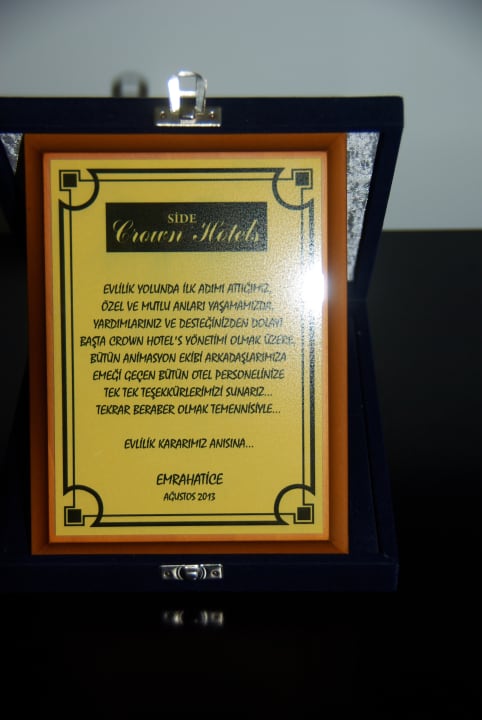 SİDE
Crown Hotels
EVLİLİK YOLUNDA İLK ADIMI ATTIĞIMIZ,
ÖZEL VE MUTLU ANLARI YAŞAMAMIZDA,
YARDIMLARINIZ VE DESTEĞİNİZDEN DOLAYI
BAŞTA CROWN HOTEL'S YÖNETİMİ OLMAK ÜZERE,
BÜTÜN ANİMASYON EKİBİ ARKADAŞLARIMIZA
EMEĞİ GEÇEN BÜTÜN OTEL PERSONELİNİZE
TEK TEK TEŞEKKÜRLERİMİZİ SUNARIZ...
TEKRAR BERABER OLMAK TEMENNİSİYLE...
EVLİLİK KARARIMIZ ANISINA...
EMRAHATİCE
AĞUSTOS 2013